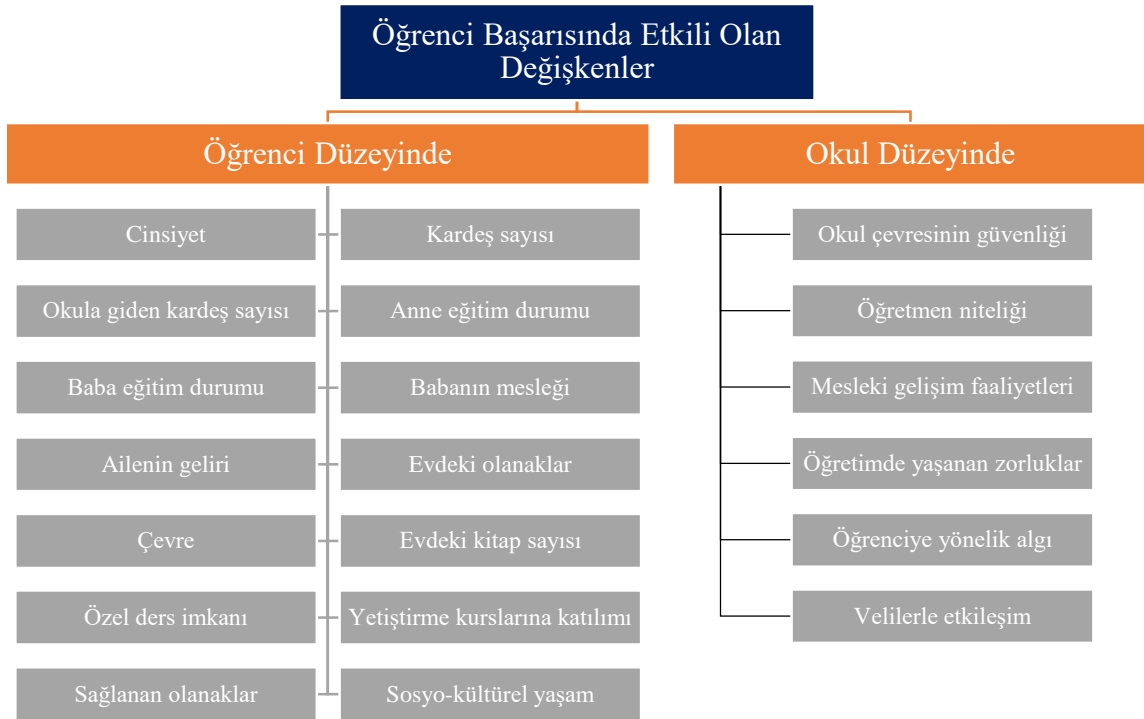 Öğrenci Başarısında Etkili Olan
Değişkenler
Öğrenci Düzeyinde
Okul Düzeyinde
Cinsiyet
Kardeş sayısı
Okula giden kardeş sayısı
Anne eğitim durumu
Baba eğitim durumu
Babanın mesleği
Ailenin geliri
Evdeki olanaklar
Çevre
Evdeki kitap sayısı
Özel ders imkanı
Yetiştirme kurslarına katılımı
Sağlanan olanaklar
Sosyo-kültürel yaşam
Okul çevresinin güvenliği
Öğretmen niteliği
Mesleki gelişim faaliyetleri
Öğretimde yaşanan zorluklar
Öğrenciye yönelik algı
Velilerle etkileşim